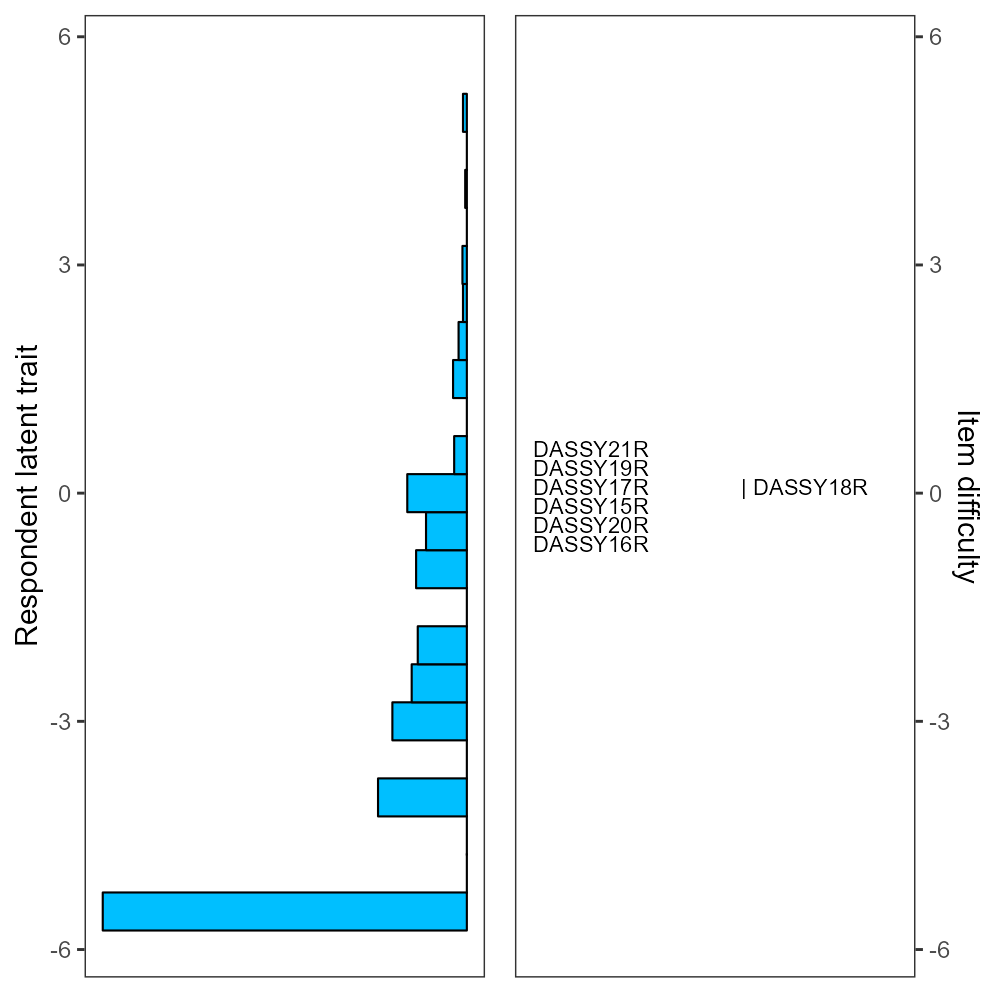 Respondent latent trait
6
3
0
-3
-6
DASSY21R
DASSY19R
DASSY17R
| DASSY18R
DASSY15R
DASSY20R
DASSY16R
6
3
0
-3
-6
Item difficulty